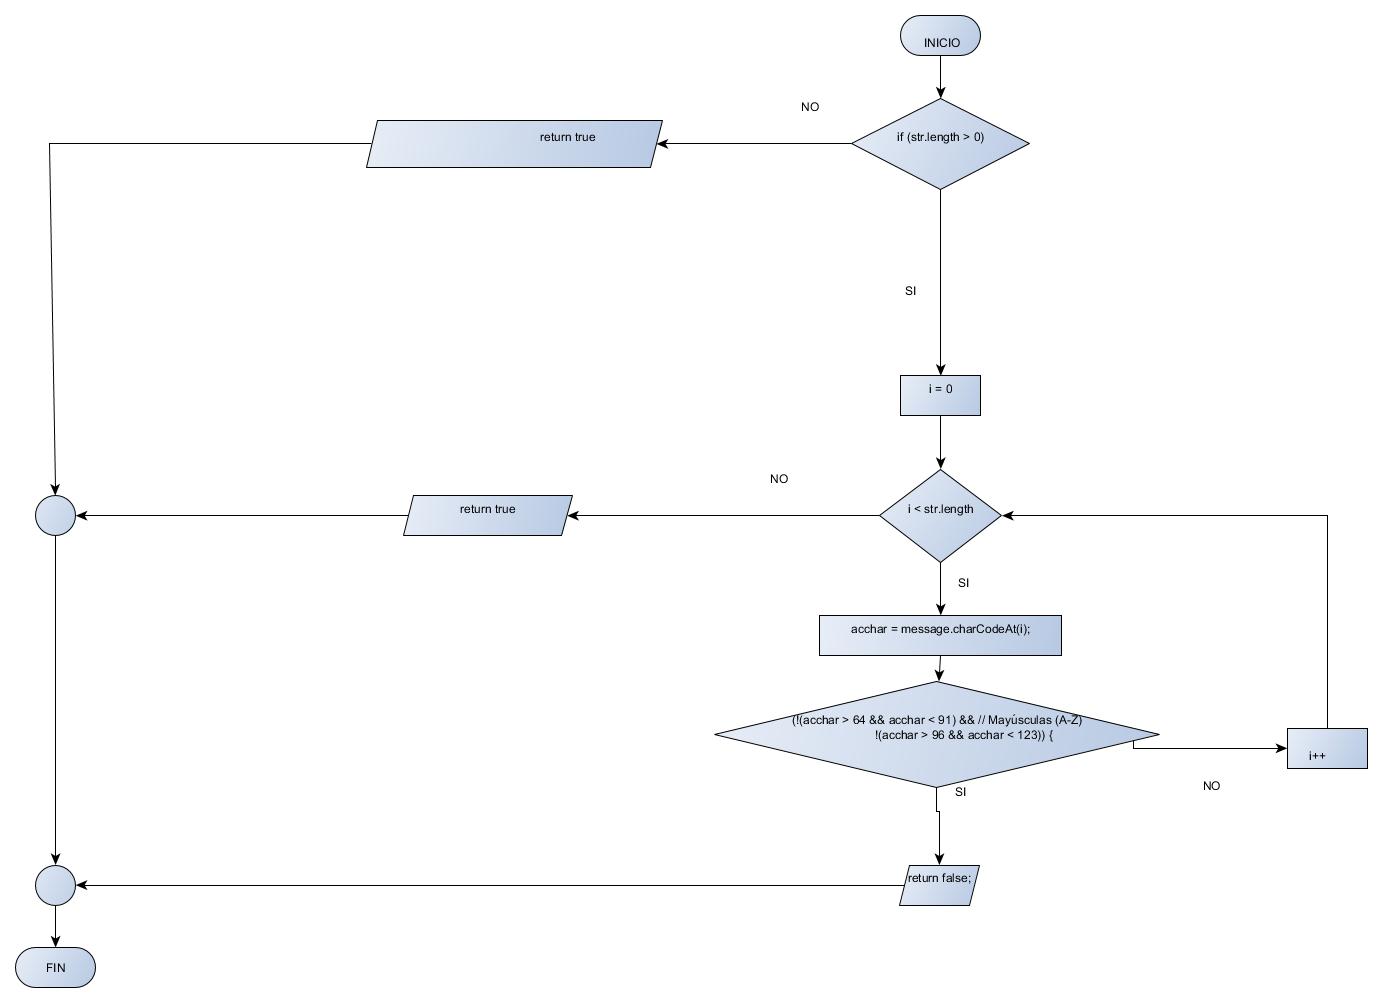 INICIO
NO
return true
if (str.length > 0)
SI
i = 0
NO
return true
i < str.length
SI
acchar = message.charCodeAt(i);
(!(acchar > 64 && acchar < 91) && // Mayúsculas (A-Z)
!(acchar > 96 && acchar < 123)) {
i++
NO
SI
return false;
FIN